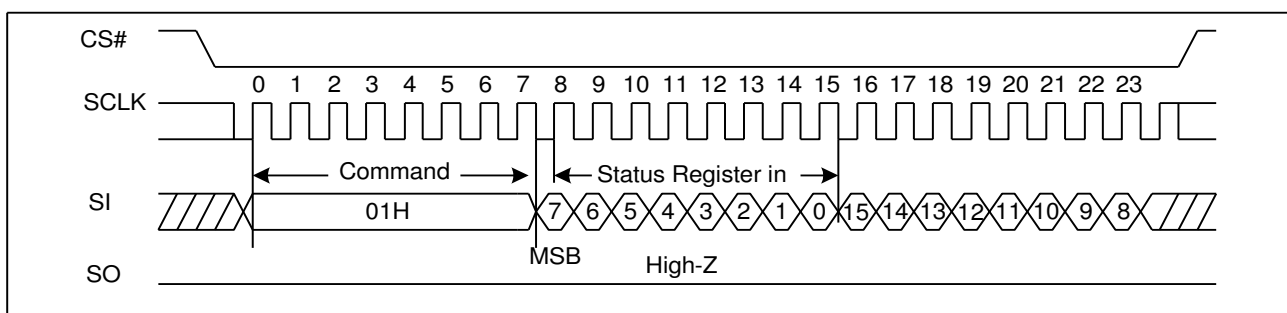 CS#
0 1 2 3 4 5 6 7 8 9 10 11 12 13 14 15 16 17 18 19 20 21 22 23
SCLK
Command Status Register in
SI 01H 7 6 5 4 3 2 1 0 15 14 13 12 11 10 9 8
MSB High-Z
SO